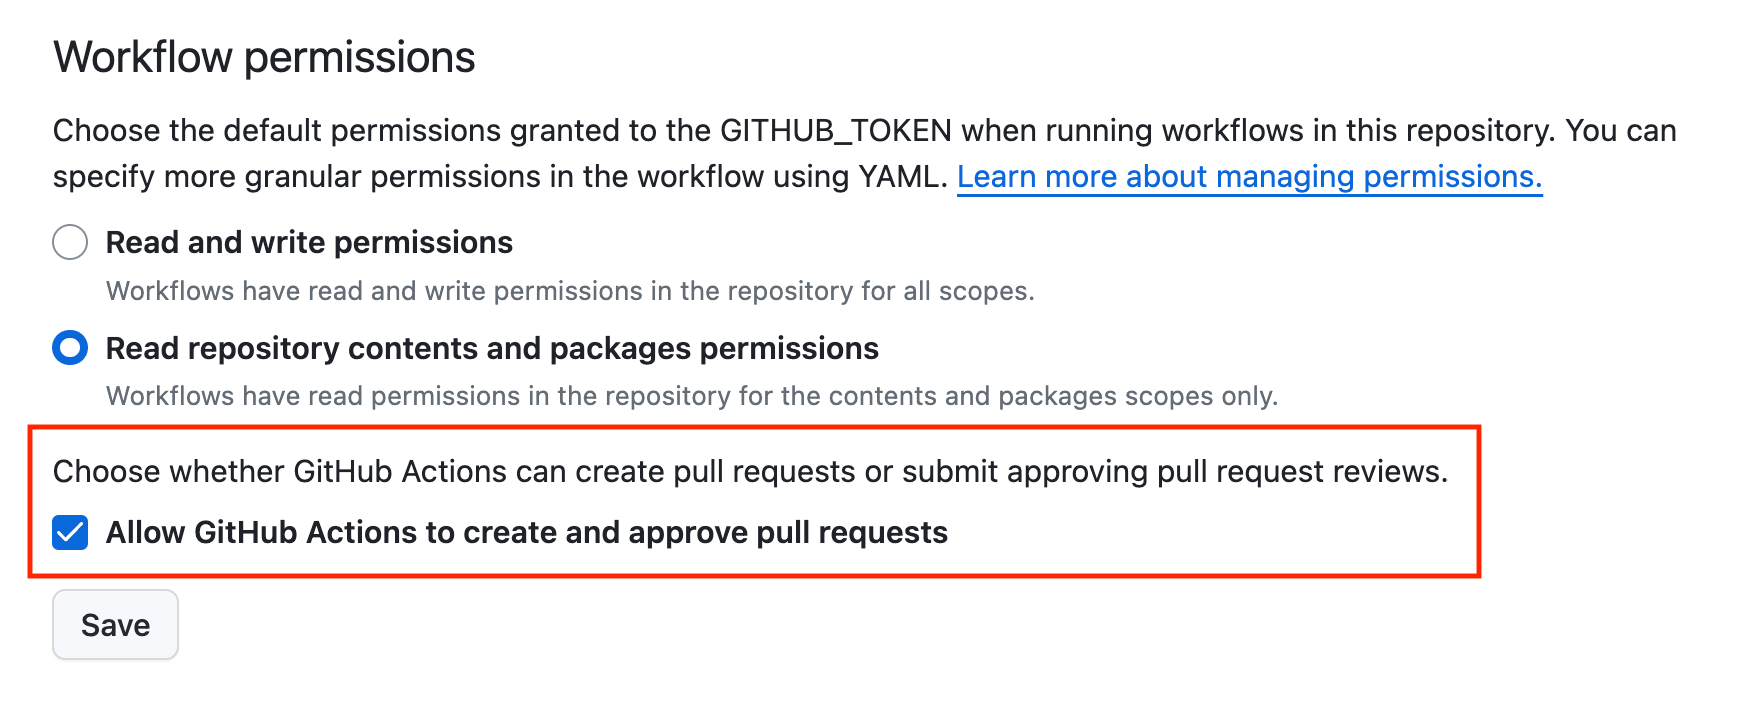 Workflow permissions
Choose the default permissions granted to the GITHUB_TOKEN when running workflows in this repository. You can
specify more granular permissions in the workflow using YAML. Learn more about managing permissions.
Read and write permissions
Workflows have read and write permissions in the repository for all scopes.
Read repository contents and packages permissions
Workflows have read permissions in the repository for the contents and packages scopes only.
Choose whether GitHub Actions can create pull requests or submit approving pull request reviews.
Allow GitHub Actions to create and approve pull requests
Save